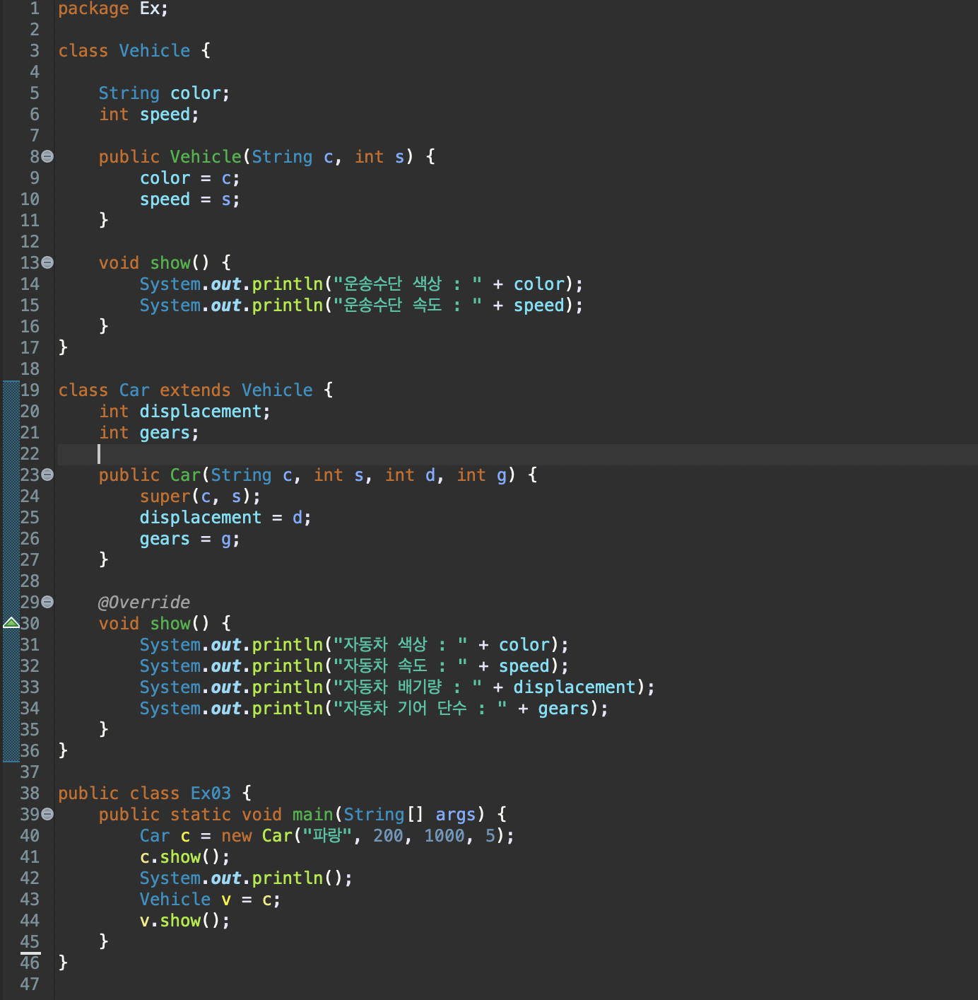 1 package Ex;
2
3 class Vehicle {
4
5     String color;
6     int speed;
7
8     public Vehicle(String c, int s) {
9         color = c;
10         speed = s;
11     }
12
13     void show() {
14         System.out.println("운송수단 색상 : " + color);
15         System.out.println("운송수단 속도 : " + speed);
16     }
17 }
18
19 class Car extends Vehicle {
20     int displacement;
21     int gears;
22
23     public Car(String c, int s, int d, int g) {
24         super(c, s);
25         displacement = d;
26         gears = g;
27     }
28
29     @Override
30     void show() {
31         System.out.println("자동차 색상 : " + color);
32         System.out.println("자동차 속도 : " + speed);
33         System.out.println("자동차 배기량 : " + displacement);
34         System.out.println("자동차 기어 단수 : " + gears);
35     }
36 }
37
38 public class Ex03 {
39     public static void main(String[] args) {
40         Car c = new Car("파랑", 200, 1000, 5);
41         c.show();
42         System.out.println();
43         Vehicle v = c;
44         v.show();
45     }
46 }
47